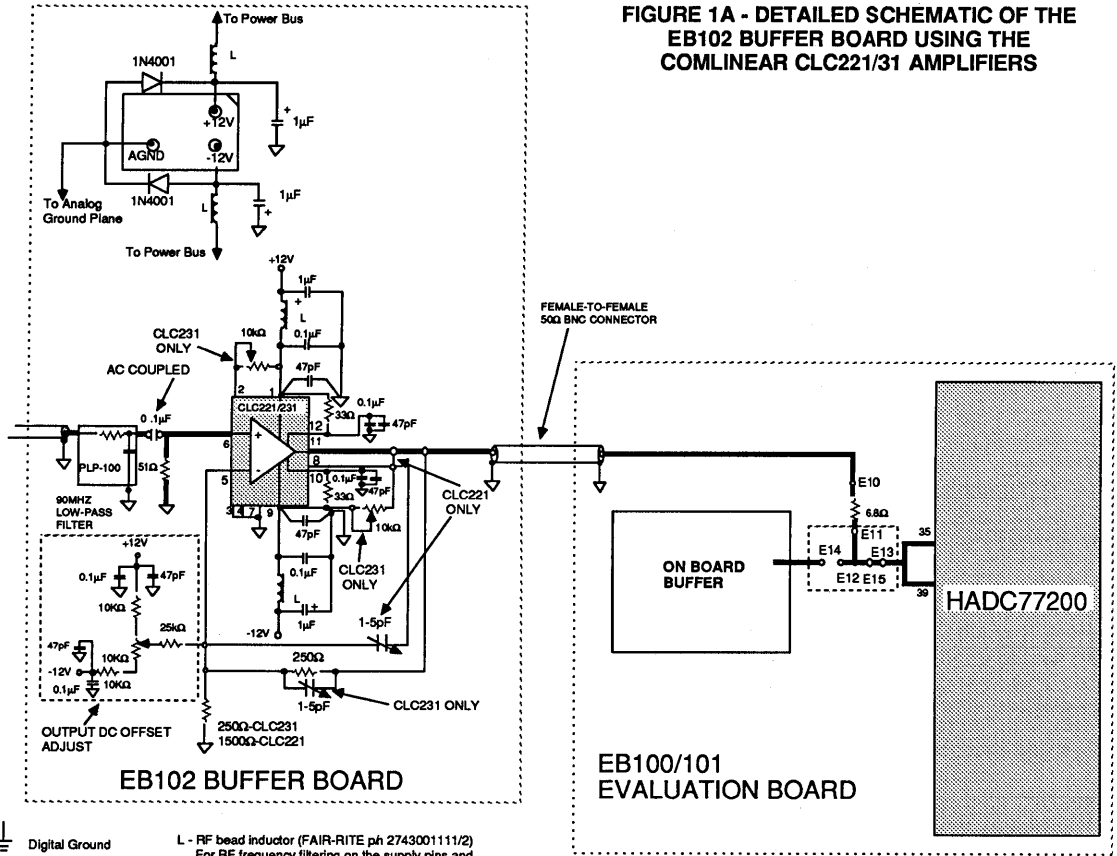 FIGURE 1A - DETAILED SCHEMATIC OF THE
EB102 BUFFER BOARD USING THE
COMLINEAR CLC221/31 AMPLIFIERS
To Power Bus
L
1N4001
+
1µF
+12V
-12V
AGND
1N4001
1µF
+
L
To Analog
Ground Plane
To Power Bus
+12V
1µF
+
L
0.1µF
10kΩ
CLC231
ONLY
AC COUPLED
47pF
2
1
CLC221/231
33Ω
0.1µF
47pF
12
11
0.1µF
6
+
-
5
8
10
0.1µF
47pF
33Ω
10kΩ
PLP-100
51Ω
90MHZ
LOW-PASS
FILTER
3
4
7
9
47pF
CLC231
ONLY
CLC221
ONLY
0.1µF
L
+
1µF
-12V
1-5pF
+12V
0.1µF
47pF
10KΩ
25kΩ
47pF
10KΩ
-12V
0.1µF
10KΩ
OUTPUT DC OFFSET
ADJUST
250Ω
1-5pF
CLC231 ONLY
250Ω-CLC231
1500Ω-CLC221
EB102 BUFFER BOARD
FEMALE-TO-FEMALE
50Ω BNC CONNECTOR
E10
6.8Ω
E11
E14
E13
E12
E15
35
39
ON BOARD
BUFFER
HADC77200
EB100/101
EVALUATION BOARD
Digital Ground
L - RF bead inductor (FAIR-RITE p/n 2743001111/2)
For RF frequency filtering on the supply pins and